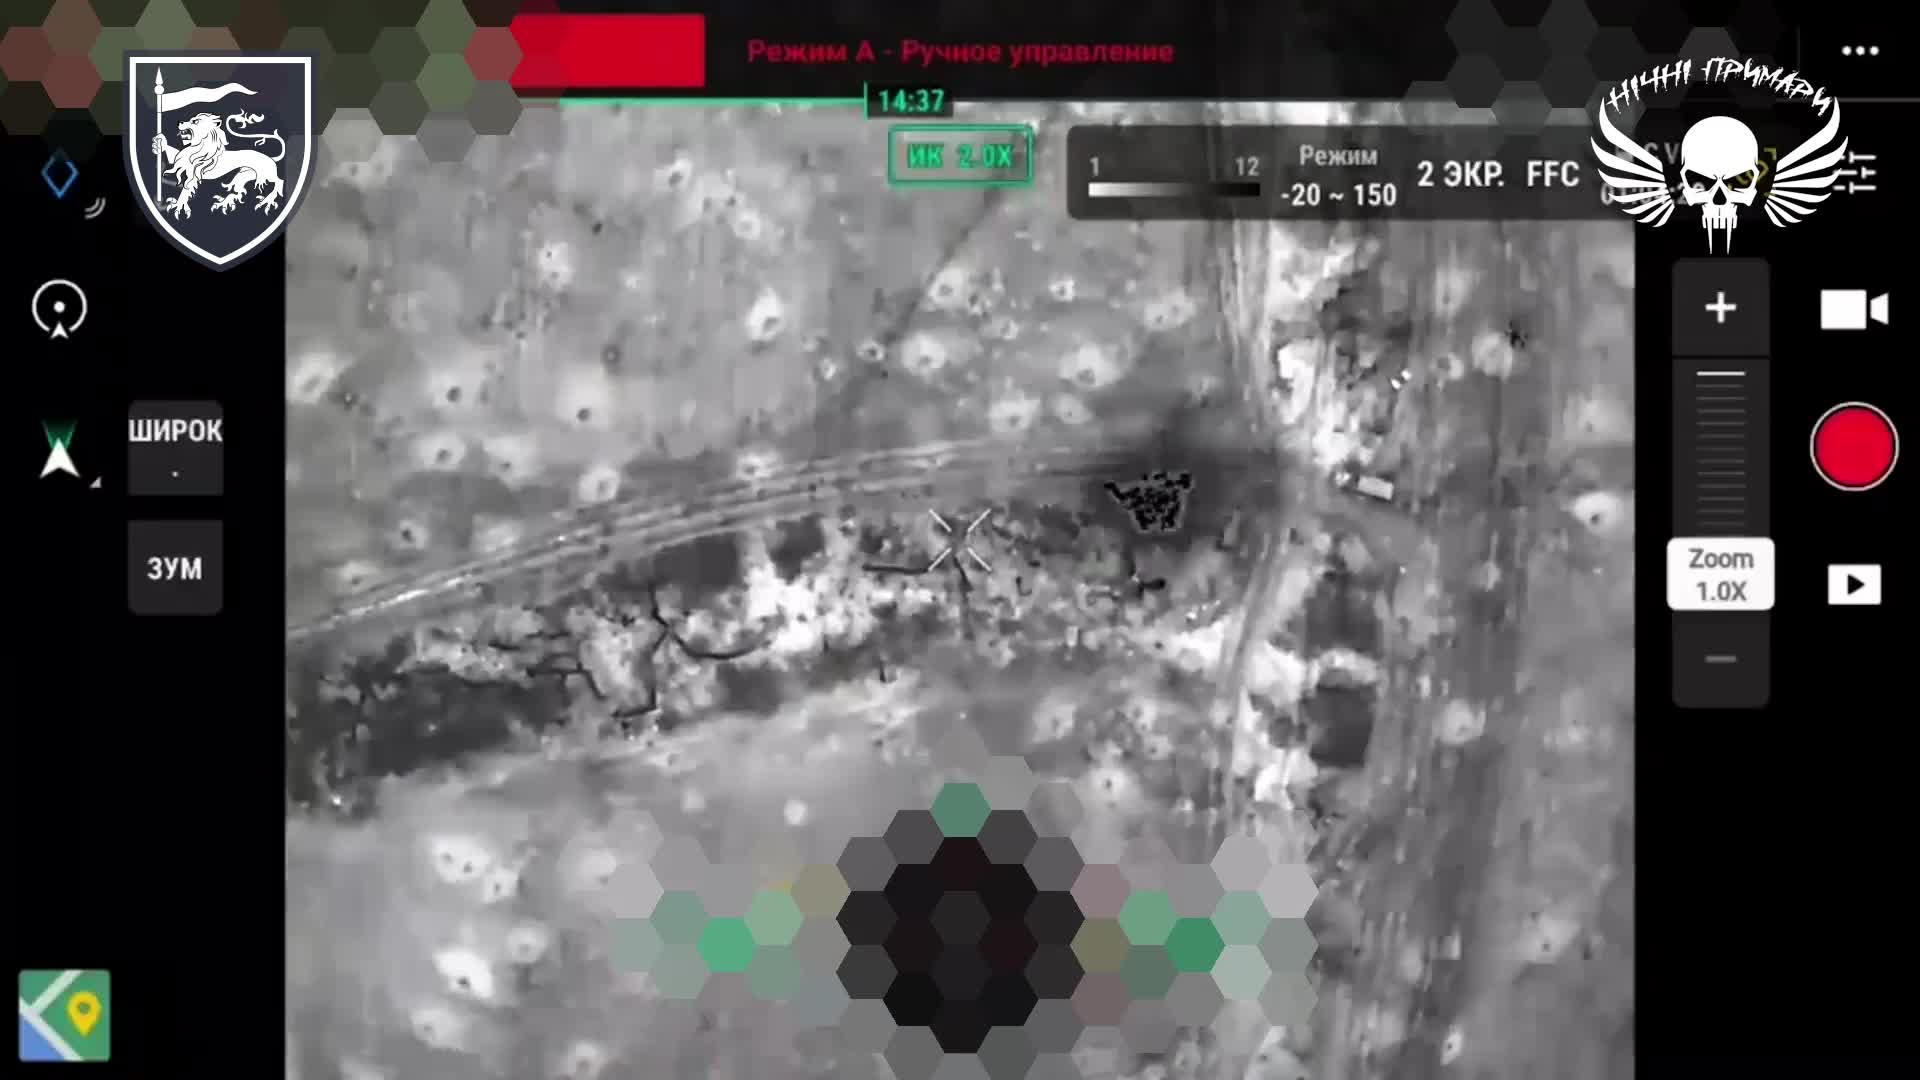 Режим A - Ручное управление
НІЧНІ ПРИМАРИ
14:37
ИК 2.0X
1
12
Режим
-20 ~ 150
2 ЭКР.
FFC
ШИРОК
.
ЗУМ
Zoom
1.0X